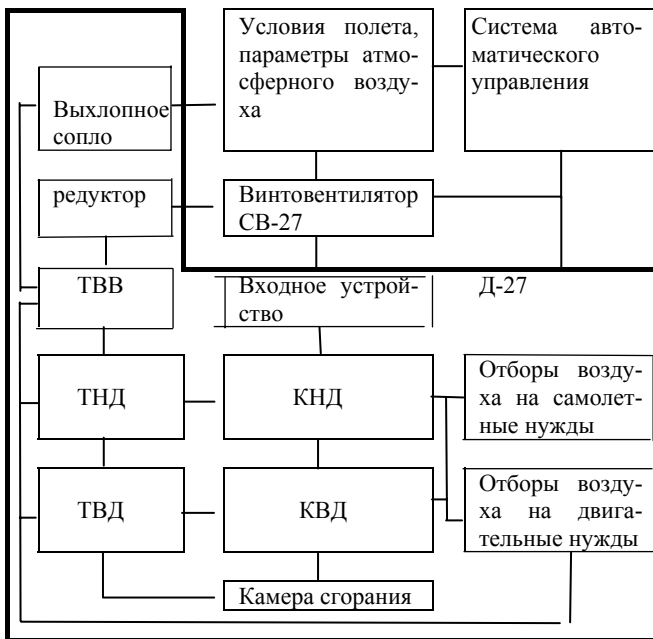 Условия полета,
параметры атмо-
сферного возду-
ха
Система авто-
матического
управления
Выхлопное
сопло
редуктор
Винтовентилятор
СВ-27
ТВВ
Входное устрой-
ство
Д-27
ТНД
КНД
Отборы возду-
ха на самолет-
ные нужды
ТВД
КВД
Отборы возду-
ха на двига-
тельные нужды
Камера сгорания